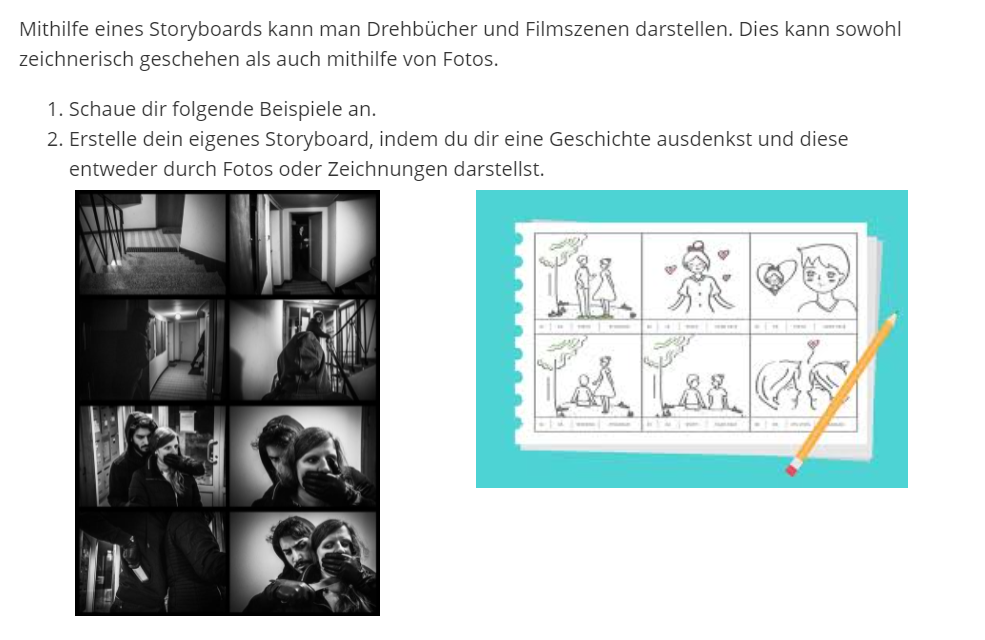 Mithilfe eines Storyboards kann man Drehbücher und Filmszenen darstellen. Dies kann sowohl
zeichnerisch geschehen als auch mithilfe von Fotos.
1. Schaue dir folgende Beispiele an.
2. Erstelle dein eigenes Storyboard, indem du dir eine Geschichte ausdenkst und diese
entweder durch Fotos oder Zeichnungen darstellst.